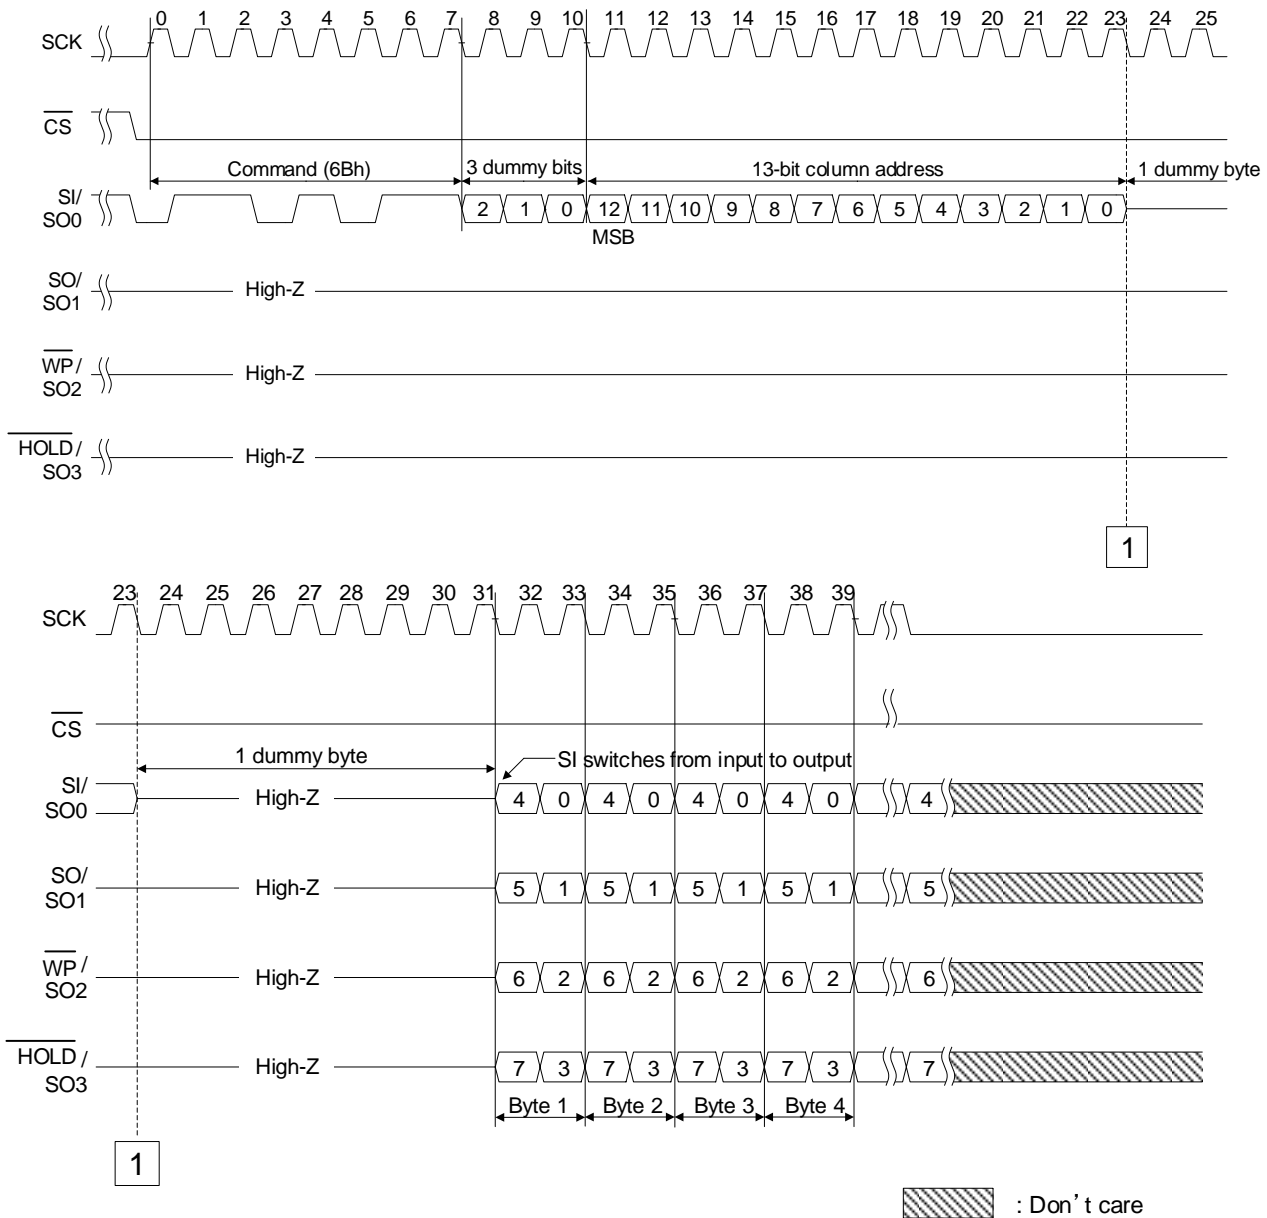 0 1 2 3 4 5 6 7 8 9 10 11 12 13 14 15 16 17 18 19 20 21 22 23 24 25
SCK
CS
Command (6Bh) 3 dummy bits 13-bit column address 1 dummy byte
SI/
SO0
2 1 0 12 11 10 9 8 7 6 5 4 3 2 1 0
MSB
SO/
SO1
High-Z
WP/
SO2
High-Z
HOLD/
SO3
High-Z
1
23 24 25 26 27 28 29 30 31 32 33 34 35 36 37 38 39
SCK
CS
1 dummy byte SI switches from input to output
SI/
SO0
High-Z 4 0 4 0 4 0 4 0 4
SO/
SO1
High-Z 5 1 5 1 5 1 5 1 5
WP/
SO2
High-Z 6 2 6 2 6 2 6 2 6
HOLD/
SO3
High-Z 7 3 7 3 7 3 7 3 7
Byte 1 Byte 2 Byte 3 Byte 4
1
: Don't care